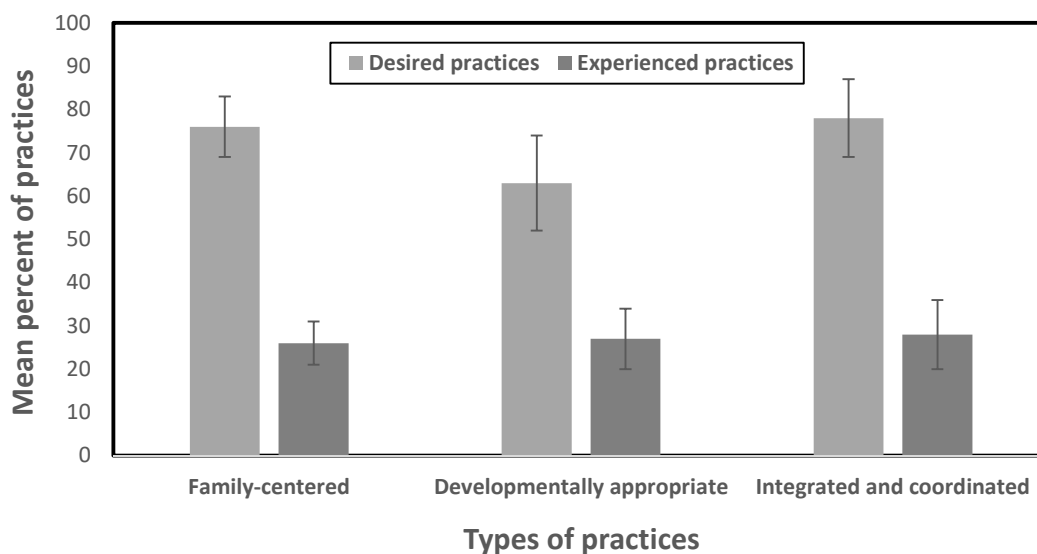 Mean percent of practices
100
90
80
70
60
50
40
30
20
10
0
Desired practices Experienced practices
Family-centered Developmentally appropriate Integrated and coordinated
Types of practices